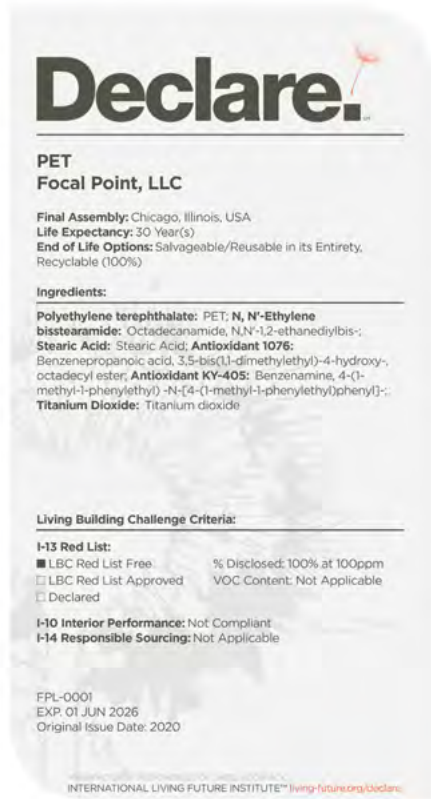 Declare.
PET
Focal Point, LLC
Final Assembly: Chicago, Illinois, USA
Life Expectancy: 30 Year(s)
End of Life Options: Salvageable/Reusable in its Entirety,
Recyclable (100%)
Ingredients:
Polyethylene terephthalate: PET; N, N'-Ethylene
bisstearamide: Octadecanamide, N,N'-1,2-ethanediylbis-;
Stearic Acid: Stearic Acid; Antioxidant 1076:
Benzenepropanoic acid, 3,5-bis(1,1-dimethylethyl)-4-hydroxy-,
octadecyl ester; Antioxidant KY-405: Benzenamine, 4-(1-
methyl-1-phenylethyl) -N-[4-(1-methyl-1-phenylethyl)phenyl]-;
Titanium Dioxide: Titanium dioxide
Living Building Challenge Criteria:
I-13 Red List:
■ LBC Red List Free % Disclosed: 100% at 100ppm
□ LBC Red List Approved VOC Content: Not Applicable
□ Declared
I-10 Interior Performance: Not Compliant
I-14 Responsible Sourcing: Not Applicable
FPL-0001
EXP. 01 JUN 2026
Original Issue Date: 2020
INTERNATIONAL LIVING FUTURE INSTITUTE™ living-future.org/declare